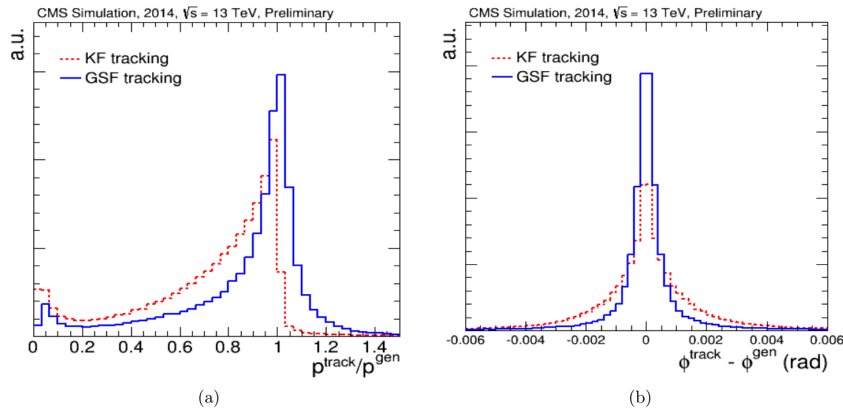 CMS Simulation, 2014, √s = 13 TeV, Preliminary
a.u.
KF tracking
GSF tracking
0 0.2 0.4 0.6 0.8 1 1.2 1.4
p^track/p^gen
(a)
CMS Simulation, 2014, √s = 13 TeV, Preliminary
a.u.
KF tracking
GSF tracking
-0.006 -0.004 -0.002 0 0.002 0.004 0.006
ϕ^track - ϕ^gen (rad)
(b)